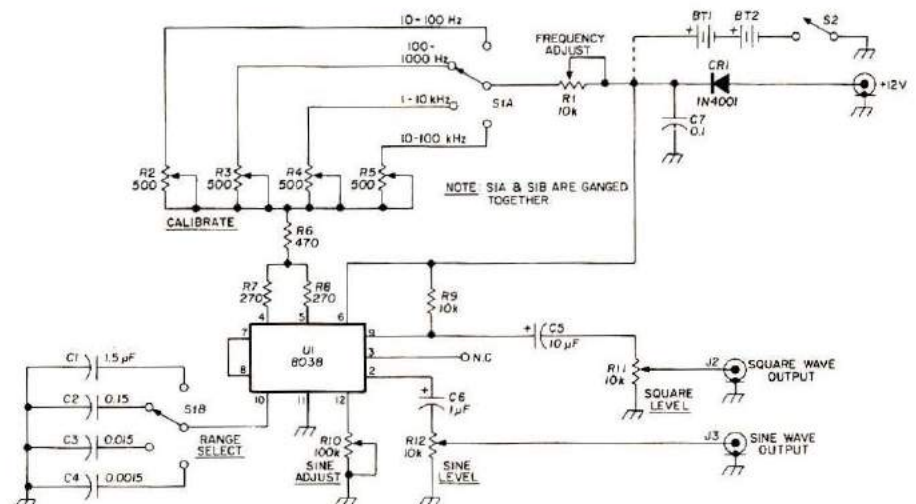 10-100 Hz
100-
1000 Hz
1-10 kHz
10-100 kHz
S1A
FREQUENCY
ADJUST
R1
10k
BT1
BT2
S2
+
+
CR1
1N4001
+12V
C7
0.1
R2
500
R3
500
R4
500
R5
500
NOTE: S1A & S1B ARE GANGED
TOGETHER
CALIBRATE
R6
470
R7
270
R8
270
R9
10k
4
5
6
7
8
9
3
2
10
11
12
U1
8038
N.C
+
C5
10 µF
R11
10k
SQUARE
LEVEL
J2
SQUARE WAVE
OUTPUT
C1
1.5 µF
C2
0.15
C3
0.015
C4
0.0015
S1B
RANGE
SELECT
R10
100k
SINE
ADJUST
+
C6
1µF
R12
10k
SINE
LEVEL
J3
SINE WAVE
OUTPUT